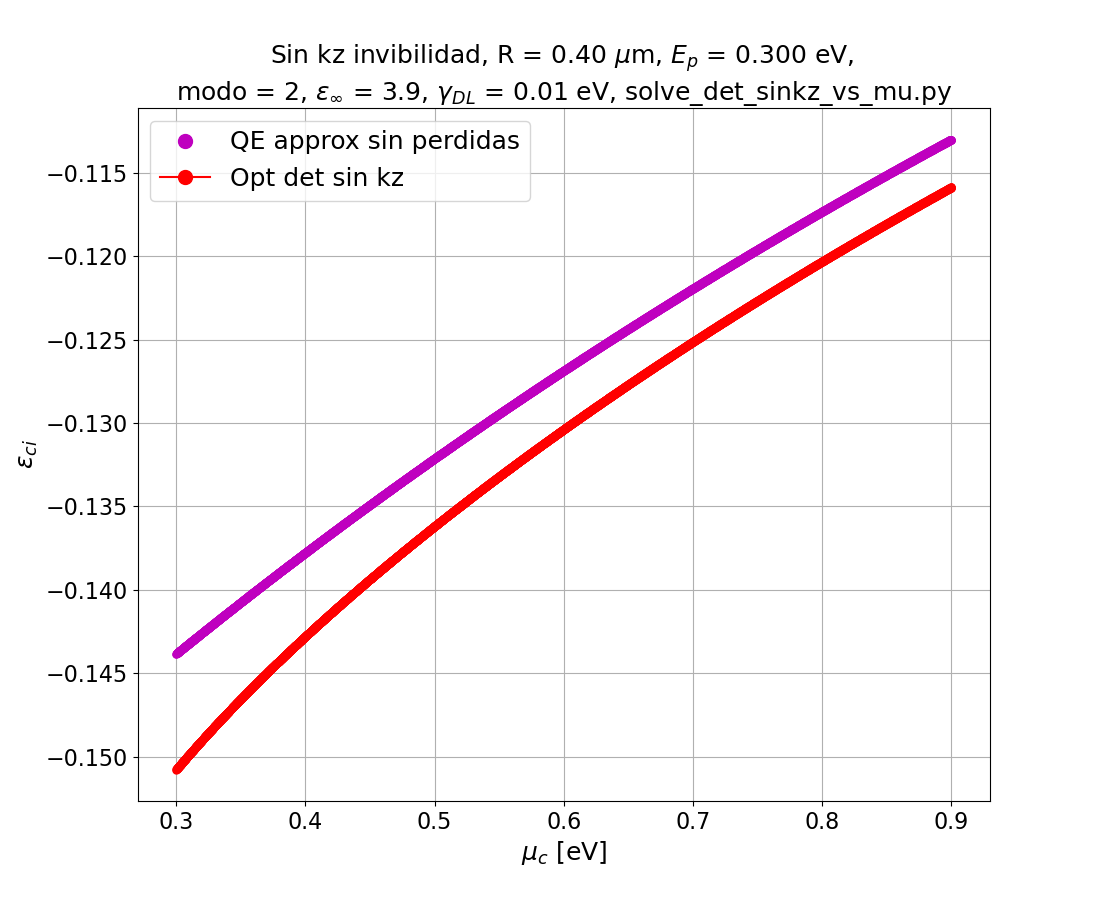 Sin kz invibilidad, R = 0.40 μm, E_p = 0.300 eV,
modo = 2, ε_∞ = 3.9, γ_DL = 0.01 eV, solve_det_sinkz_vs_mu.py
QE approx sin perdidas
Opt det sin kz
−0.115
−0.120
−0.125
−0.130
−0.135
−0.140
−0.145
−0.150
ε_ci
0.3 0.4 0.5 0.6 0.7 0.8 0.9
μ_c [eV]